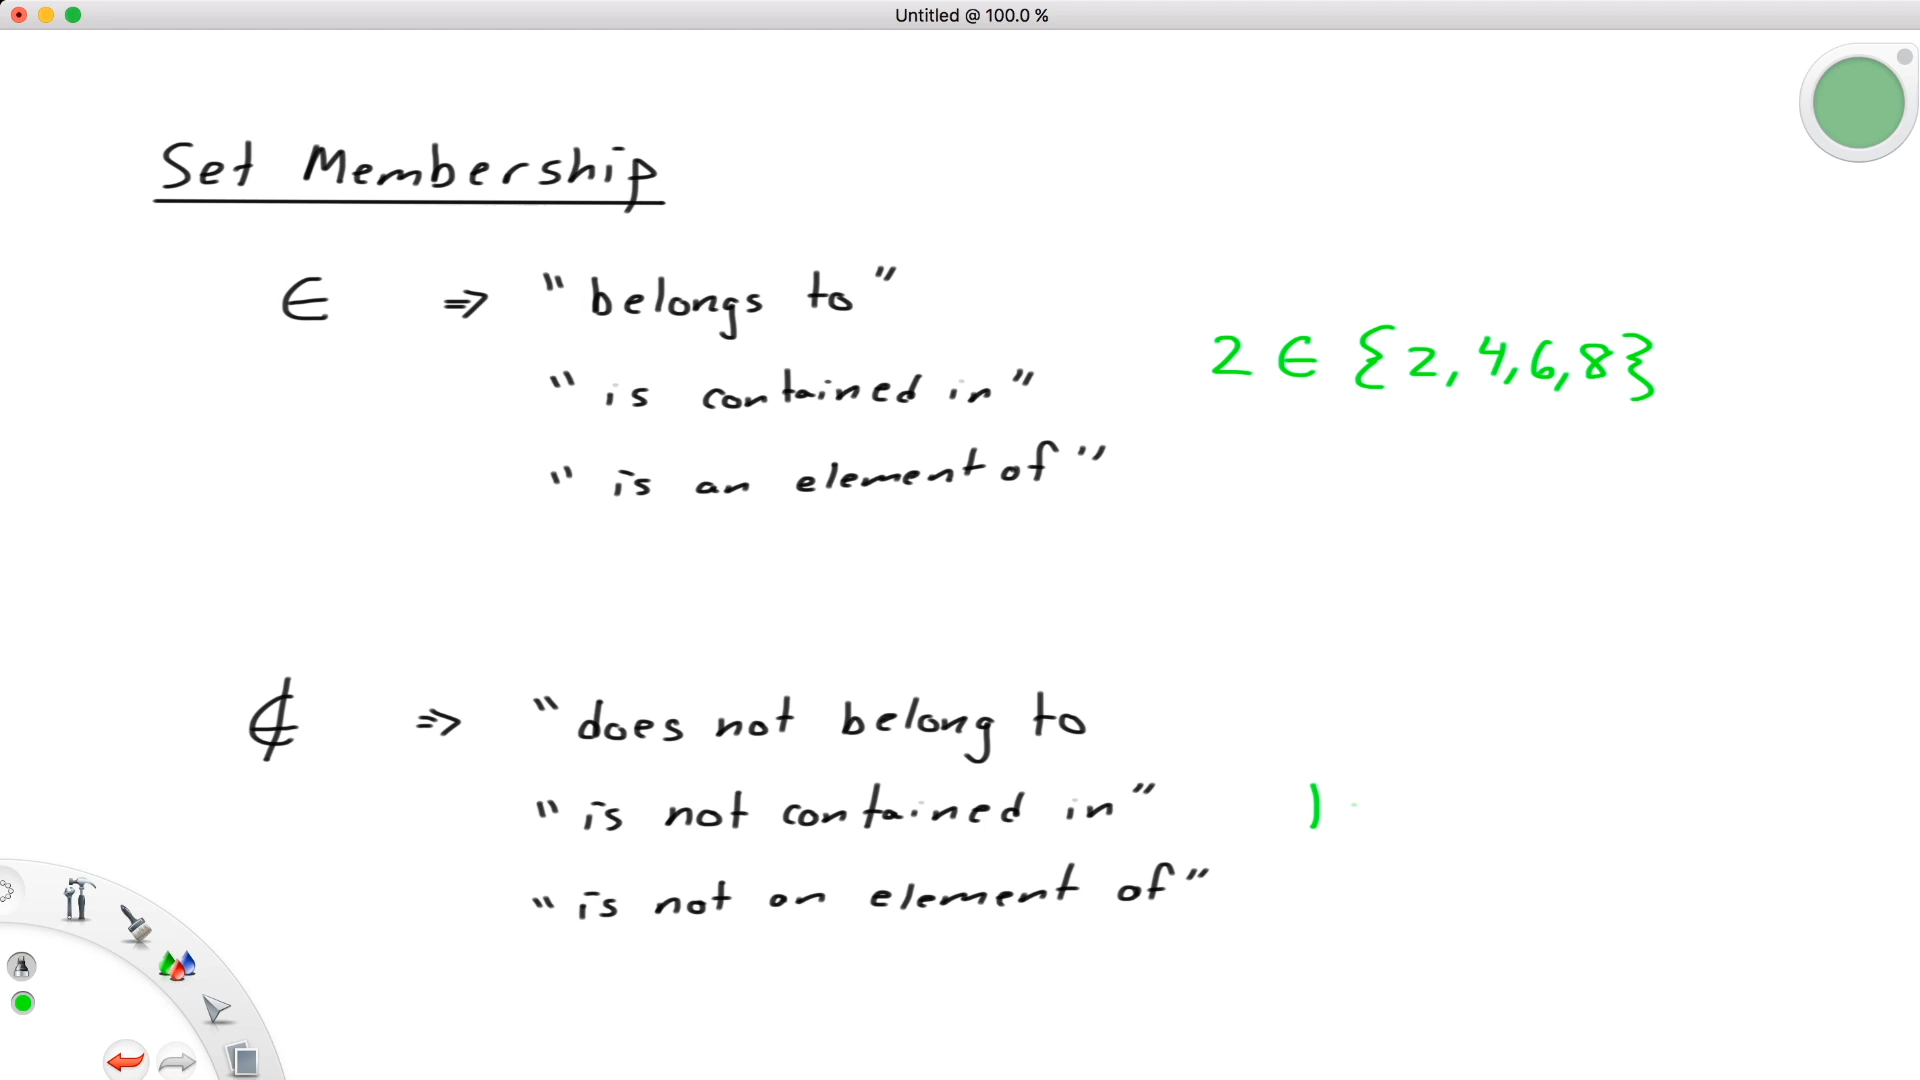 Untitled @ 100.0 %
Set Membership
∈ ⇒ "belongs to"
"is contained in"
2 ∈ {2, 4, 6, 8}
"is an element of"
∉ ⇒ "does not belong to
"is not contained in"
1
"is not an element of"